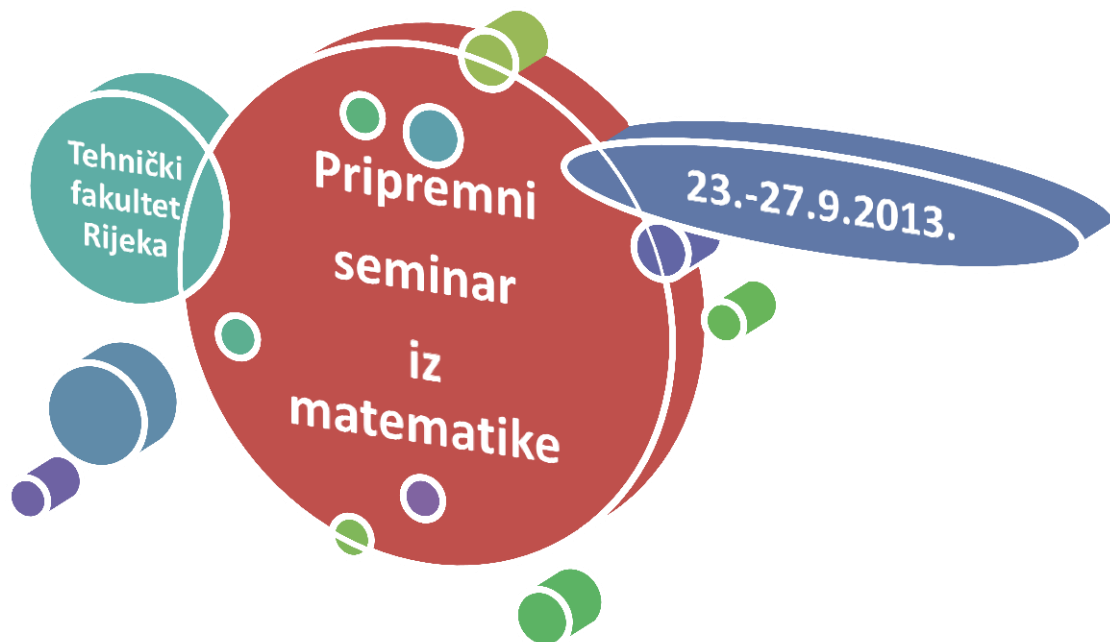 Tehnički
fakultet
Rijeka
Pripremni
seminar
iz
matematike
23.-27.9.2013.